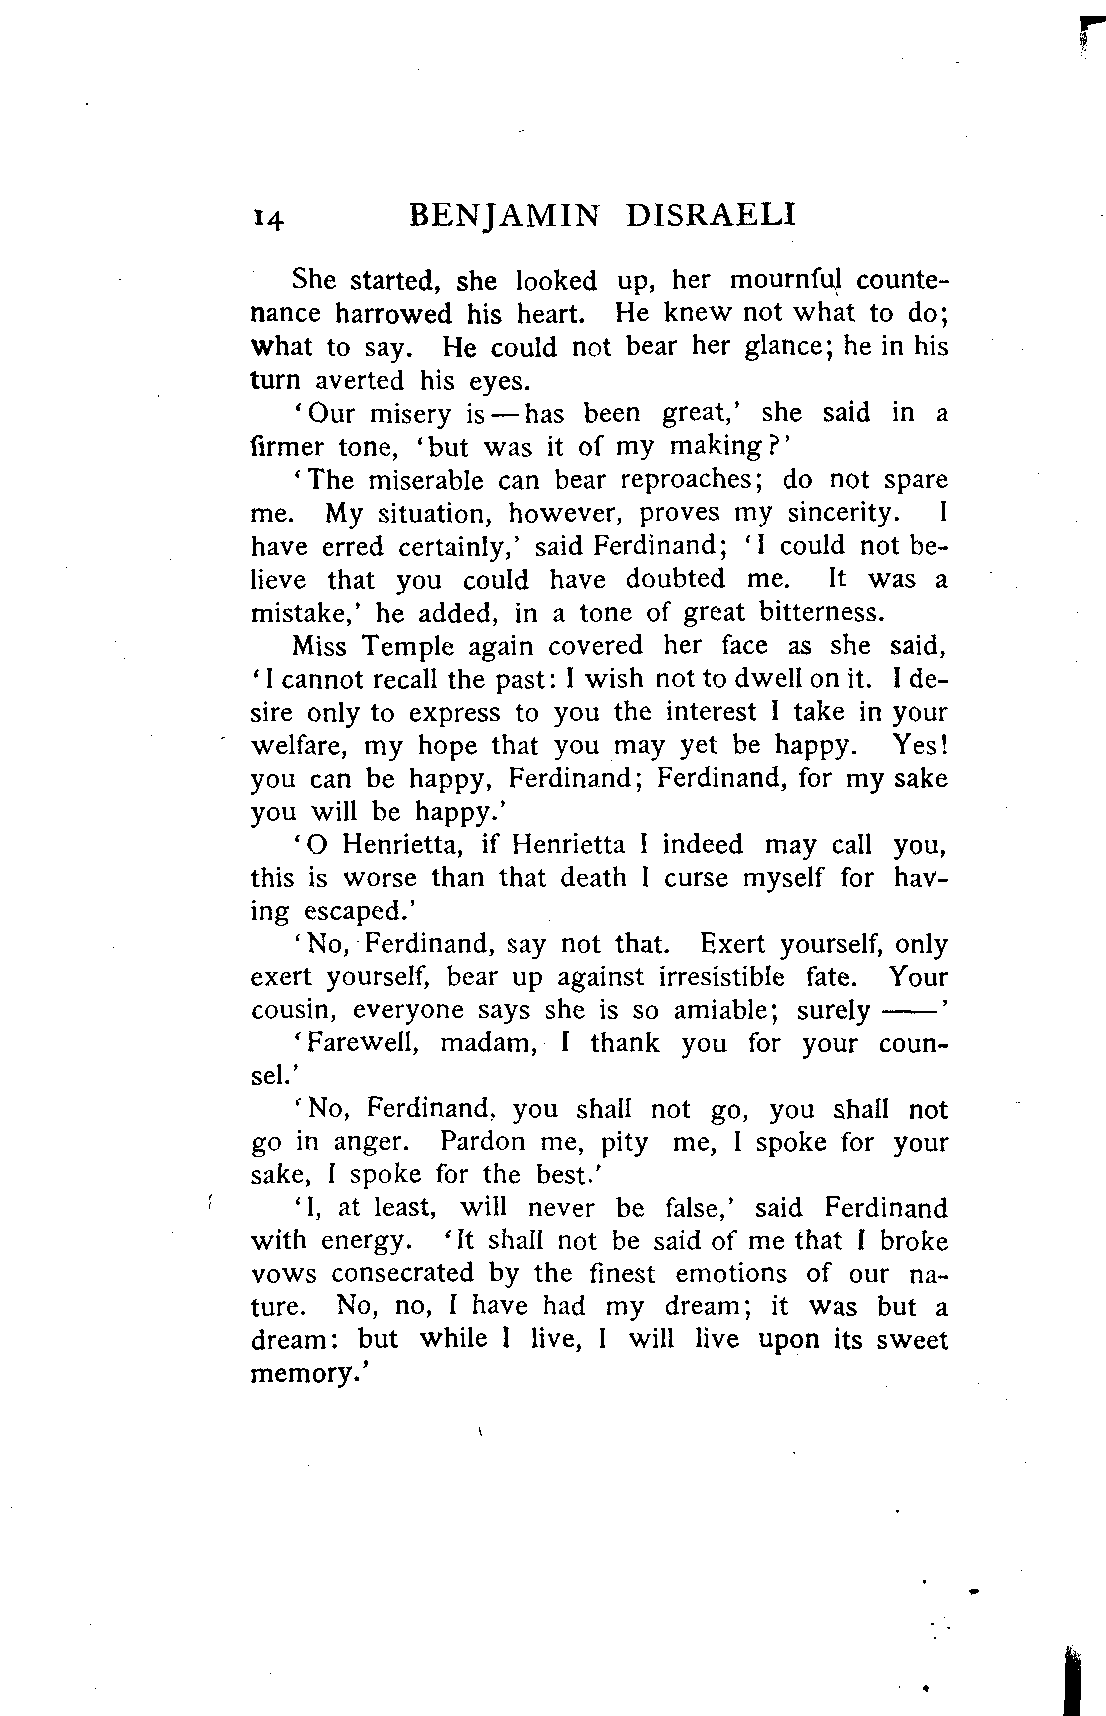 14 BENJAMIN DISRAELI
She started, she looked up, her mournful counte-
nance harrowed his heart. He knew not what to do;
what to say. He could not bear her glance; he in his
turn averted his eyes.
‘Our misery is—has been great,’ she said in a
firmer tone, ‘but was it of my making?’
‘The miserable can bear reproaches; do not spare
me. My situation, however, proves my sincerity. I
have erred certainly,’ said Ferdinand; ‘I could not be-
lieve that you could have doubted me. It was a
mistake,’ he added, in a tone of great bitterness.
Miss Temple again covered her face as she said,
‘I cannot recall the past: I wish not to dwell on it. I de-
sire only to express to you the interest I take in your
welfare, my hope that you may yet be happy. Yes!
you can be happy, Ferdinand; Ferdinand, for my sake
you will be happy.’
‘O Henrietta, if Henrietta I indeed may call you,
this is worse than that death I curse myself for hav-
ing escaped.’
‘No, Ferdinand, say not that. Exert yourself, only
exert yourself, bear up against irresistible fate. Your
cousin, everyone says she is so amiable; surely ——’
‘Farewell, madam, I thank you for your coun-
sel.’
‘No, Ferdinand, you shall not go, you shall not
go in anger. Pardon me, pity me, I spoke for your
sake, I spoke for the best.’
‘I, at least, will never be false,’ said Ferdinand
with energy. ‘It shall not be said of me that I broke
vows consecrated by the finest emotions of our na-
ture. No, no, I have had my dream; it was but a
dream: but while I live, I will live upon its sweet
memory.’